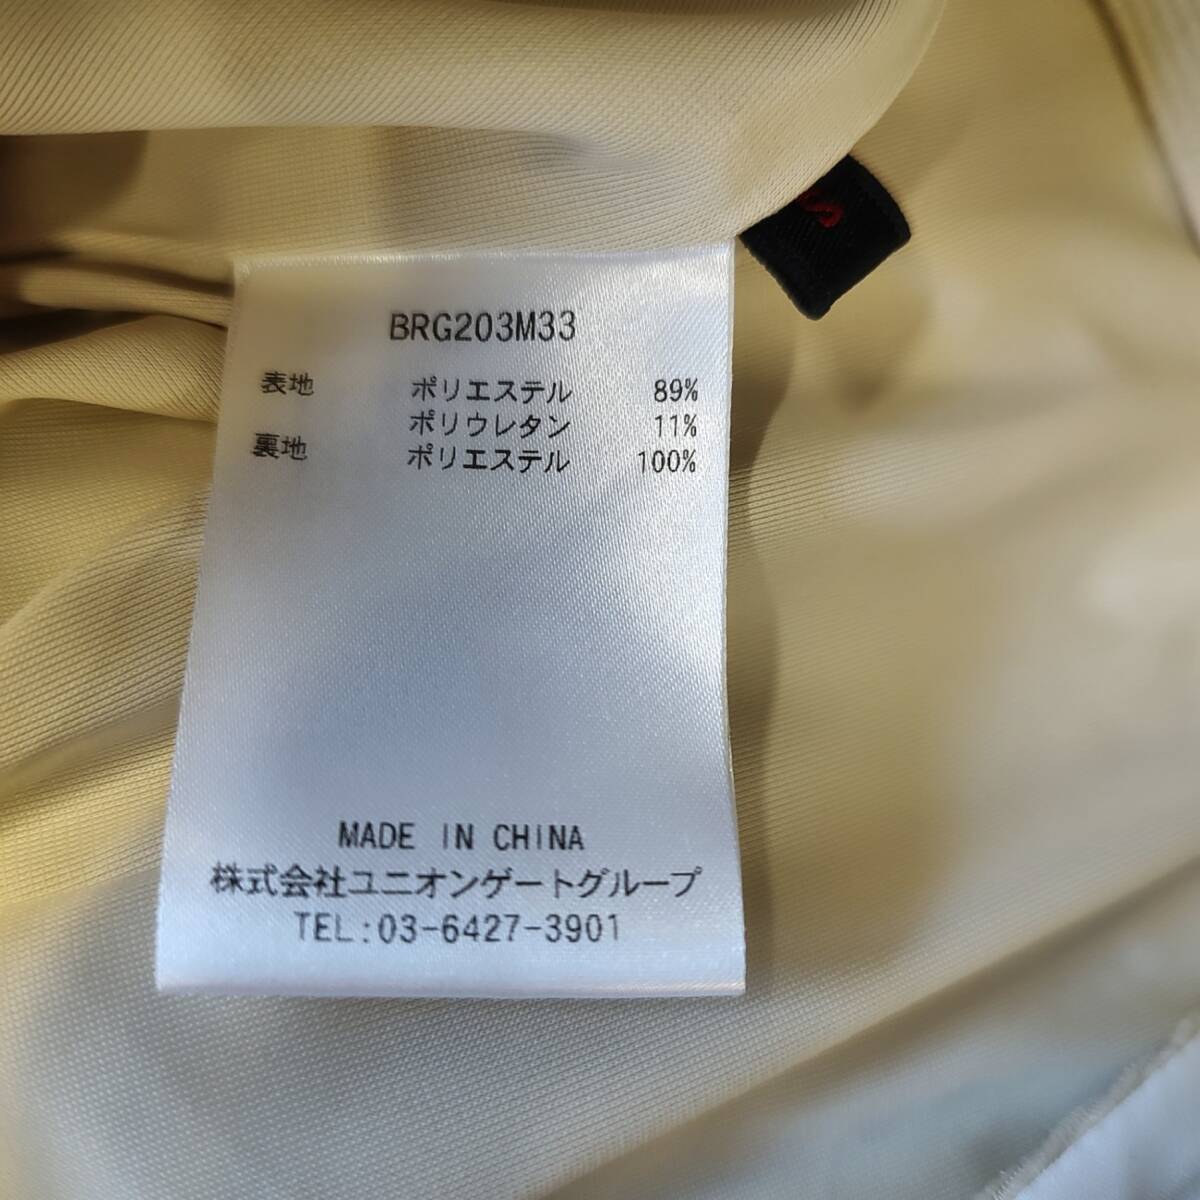 S
BRG203M33
表地 ポリエステル 89%
ポリウレタン 11%
裏地 ポリエステル 100%
MADE IN CHINA
株式会社ユニオンゲートグループ
TEL:03-6427-3901